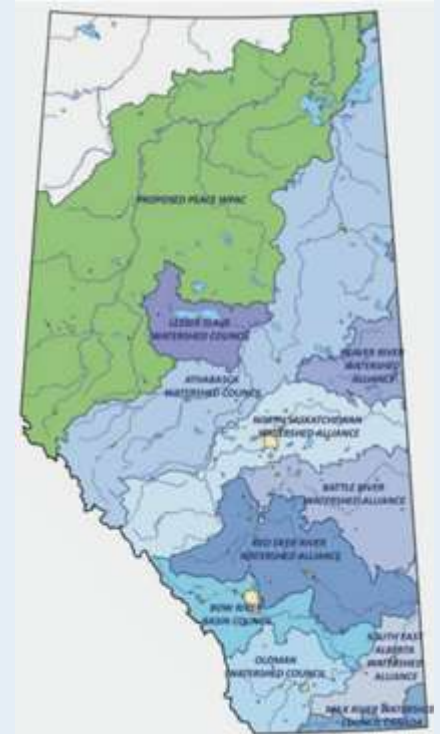 PROPOSED PEACE WPAC
LESSER SLAVE
WATERSHED COUNCIL
ATHABASCA
WATERSHED COUNCIL
BEAVER RIVER
WATERSHED
ALLIANCE
NORTH SASKATCHEWAN
WATERSHED ALLIANCE
BATTLE RIVER
WATERSHED ALLIANCE
RED DEER RIVER
WATERSHED ALLIANCE
BOW RIVER
BASIN COUNCIL
SOUTH EAST
ALBERTA
WATERSHED
ALLIANCE
OLDMAN
WATERSHED COUNCIL
MILK RIVER WATERSHED
COUNCIL CANADA